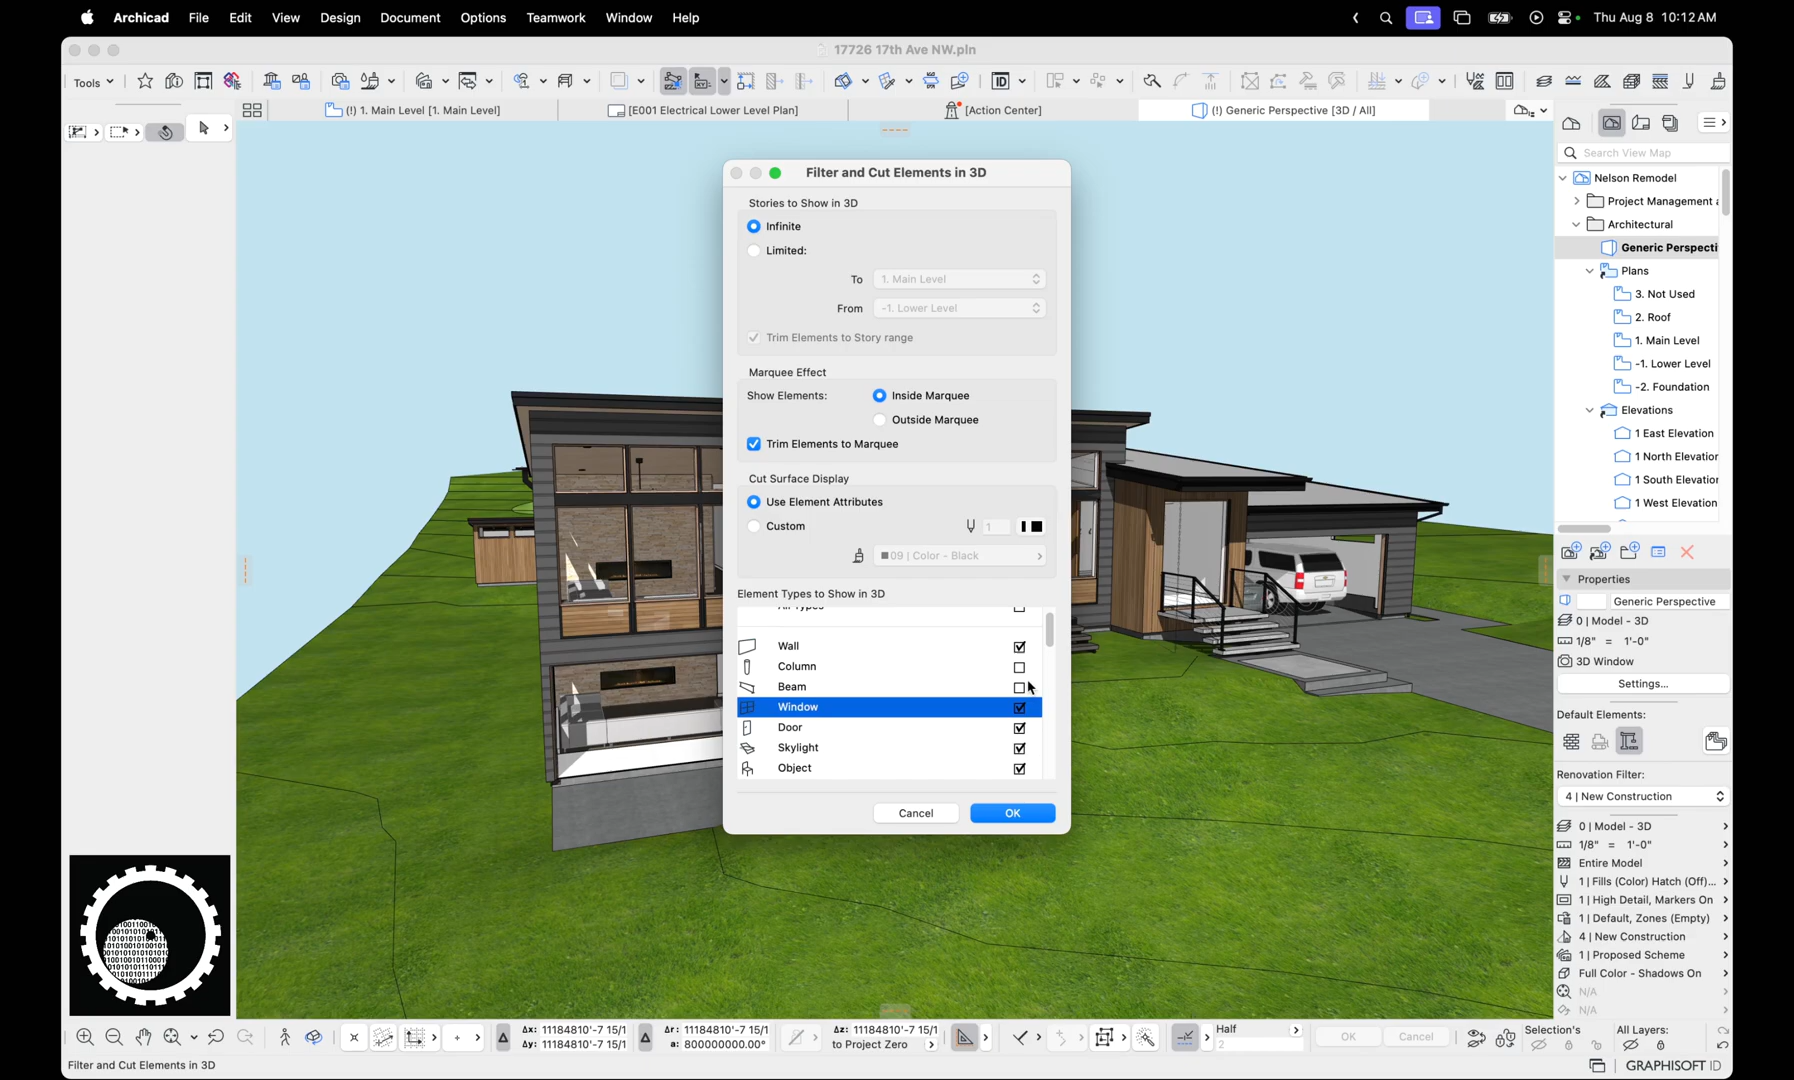 Archicad File Edit View Design Document Options Teamwork Window Help
Thu Aug 8 10:12 AM
17726 17th Ave NW.pln
Tools
(!) 1. Main Level [1. Main Level]
[E001 Electrical Lower Level Plan]
[Action Center]
(!) Generic Perspective [3D / All]
Filter and Cut Elements in 3D
Stories to Show in 3D
Infinite
Limited:
To 1. Main Level
From -1. Lower Level
Trim Elements to Story range
Marquee Effect
Show Elements: Inside Marquee
Outside Marquee
Trim Elements to Marquee
Cut Surface Display
Use Element Attributes
Custom 1
09 | Color - Black
Element Types to Show in 3D
All Types
Wall
Column
Beam
Window
Door
Skylight
Object
Cancel OK
Search View Map
Nelson Remodel
Project Management
Architectural
Generic Perspecti
Plans
3. Not Used
2. Roof
1. Main Level
-1. Lower Level
-2. Foundation
Elevations
1 East Elevation
1 North Elevation
1 South Elevation
1 West Elevation
Properties
Generic Perspective
0 | Model - 3D
1/8" = 1'-0"
3D Window
Settings...
Default Elements:
Renovation Filter:
4 | New Construction
0 | Model - 3D
1/8" = 1'-0"
Entire Model
1 | Fills (Color) Hatch (Off)...
1 | High Detail, Markers On
1 | Default, Zones (Empty)
4 | New Construction
1 | Proposed Scheme
Full Color - Shadows On
N/A
N/A
Δx: 11184810'-7 15/1
Δy: 11184810'-7 15/1
Δr: 11184810'-7 15/1
a: 800000000.00°
Δz: 11184810'-7 15/1
to Project Zero
Half
2
OK Cancel
Selection's
All Layers:
Filter and Cut Elements in 3D
GRAPHISOFT ID